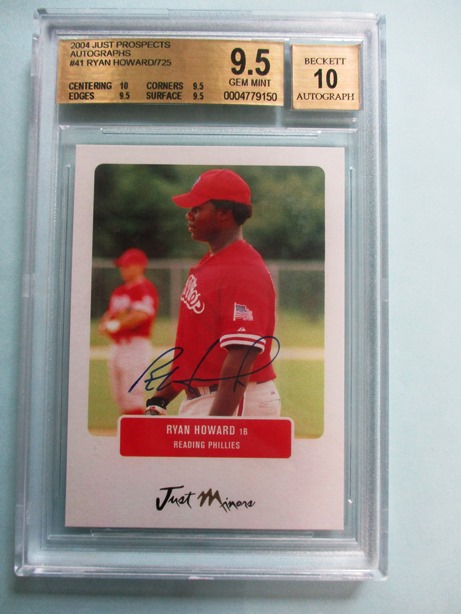 2004 JUST PROSPECTS
AUTOGRAPHS
#41 RYAN HOWARD/725
CENTERING 10 CORNERS 9.5
EDGES 9.5 SURFACE 9.5
9.5
GEM MINT
0004779150
BECKETT
10
AUTOGRAPH
RYAN HOWARD 1B
READING PHILLIES
Just Minors